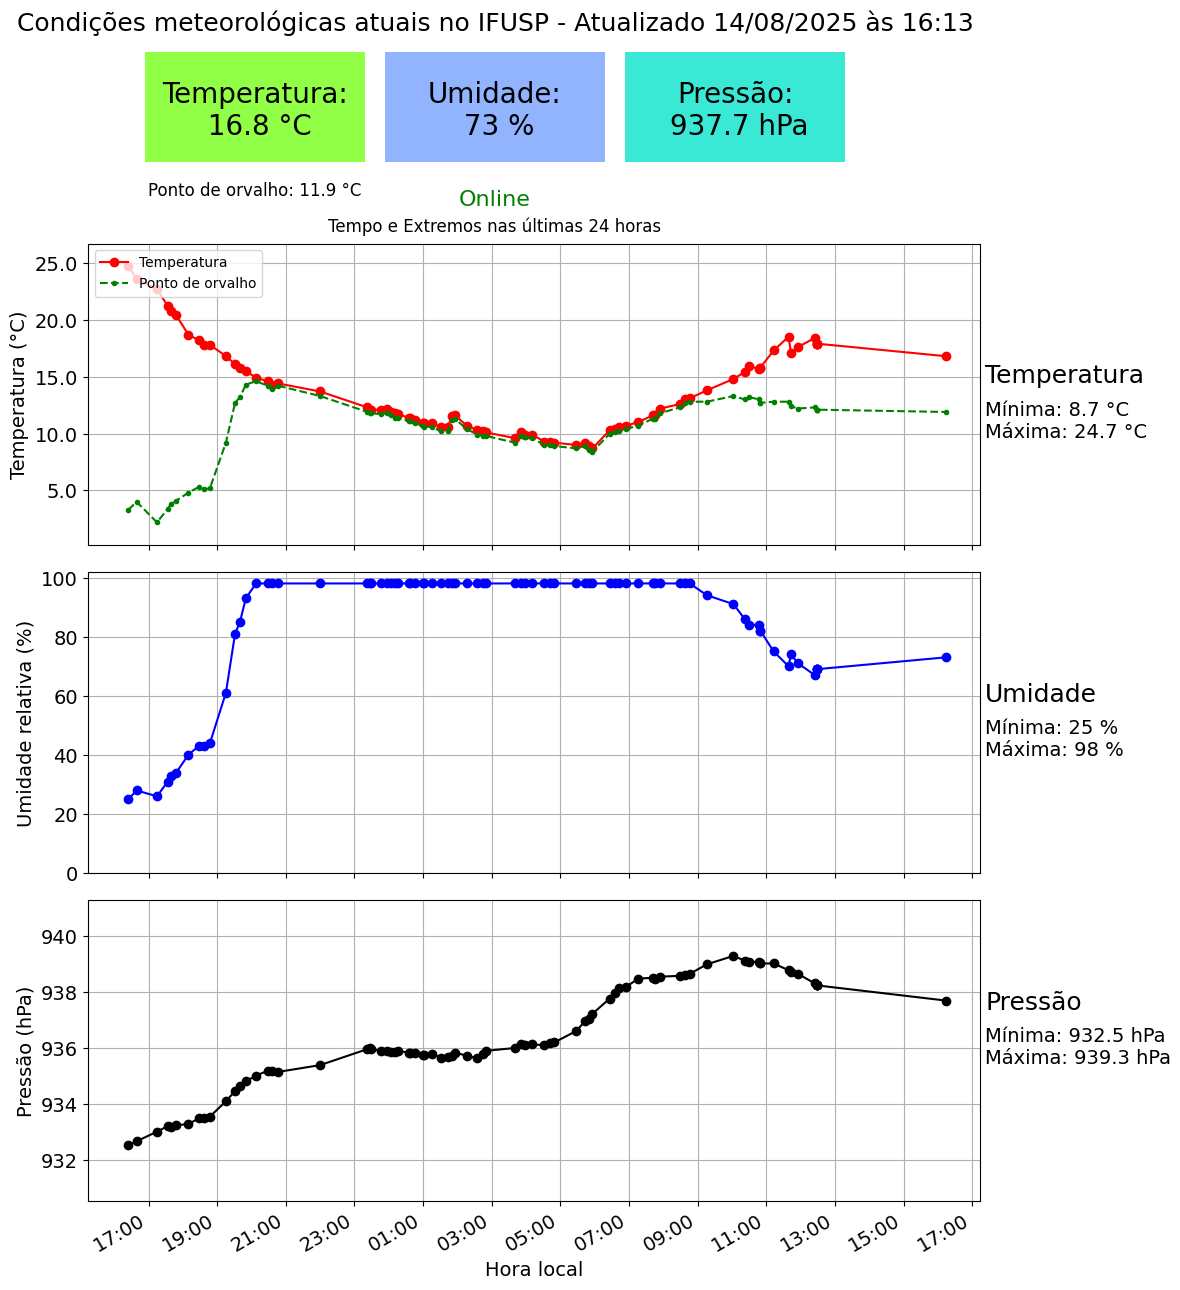 Condições meteorológicas atuais no IFUSP - Atualizado 14/08/2025 às 16:13
Temperatura:
16.8 °C
Umidade:
73 %
Pressão:
937.7 hPa
Ponto de orvalho: 11.9 °C
Online
Tempo e Extremos nas últimas 24 horas
Temperatura (°C)
25.0
20.0
15.0
10.0
5.0
Temperatura
Ponto de orvalho
Temperatura
Mínima: 8.7 °C
Máxima: 24.7 °C
Umidade relativa (%)
100
80
60
40
20
0
Umidade
Mínima: 25 %
Máxima: 98 %
Pressão (hPa)
940
938
936
934
932
Pressão
Mínima: 932.5 hPa
Máxima: 939.3 hPa
17:00
19:00
21:00
23:00
01:00
03:00
05:00
07:00
09:00
11:00
13:00
15:00
17:00
Hora local